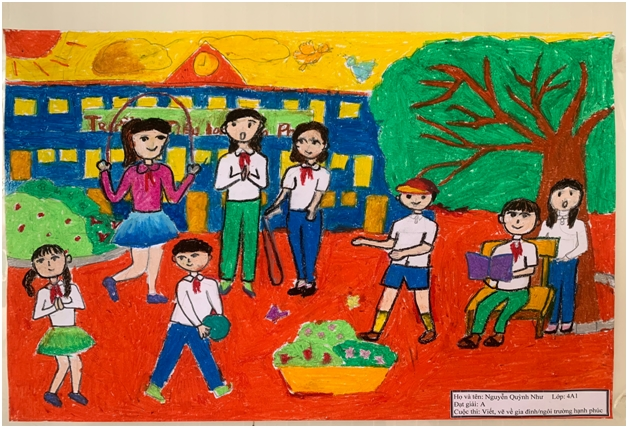 Họ và tên: Nguyễn Quỳnh Như Lớp: 4A1
Đạt giải: A
Cuộc thi: Viết, vẽ về gia đình/ngôi trường hạnh phúc